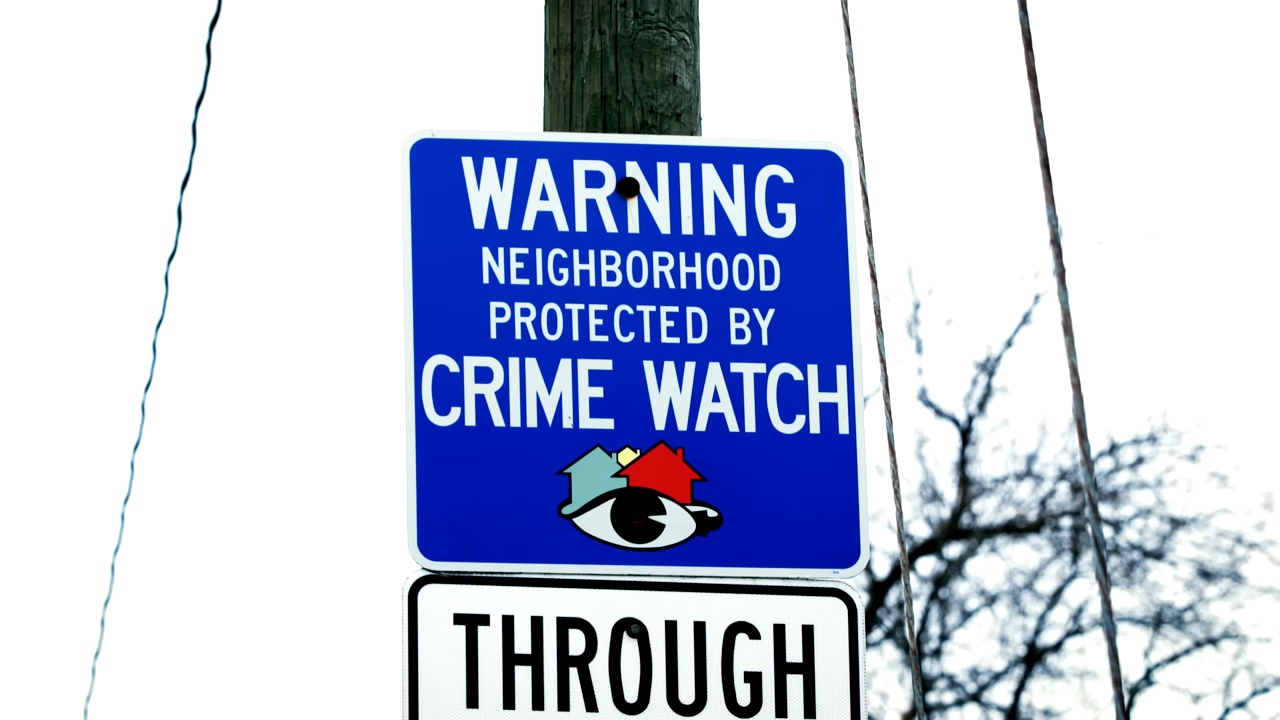 WARNING
NEIGHBORHOOD
PROTECTED BY
CRIME WATCH
THROUGH